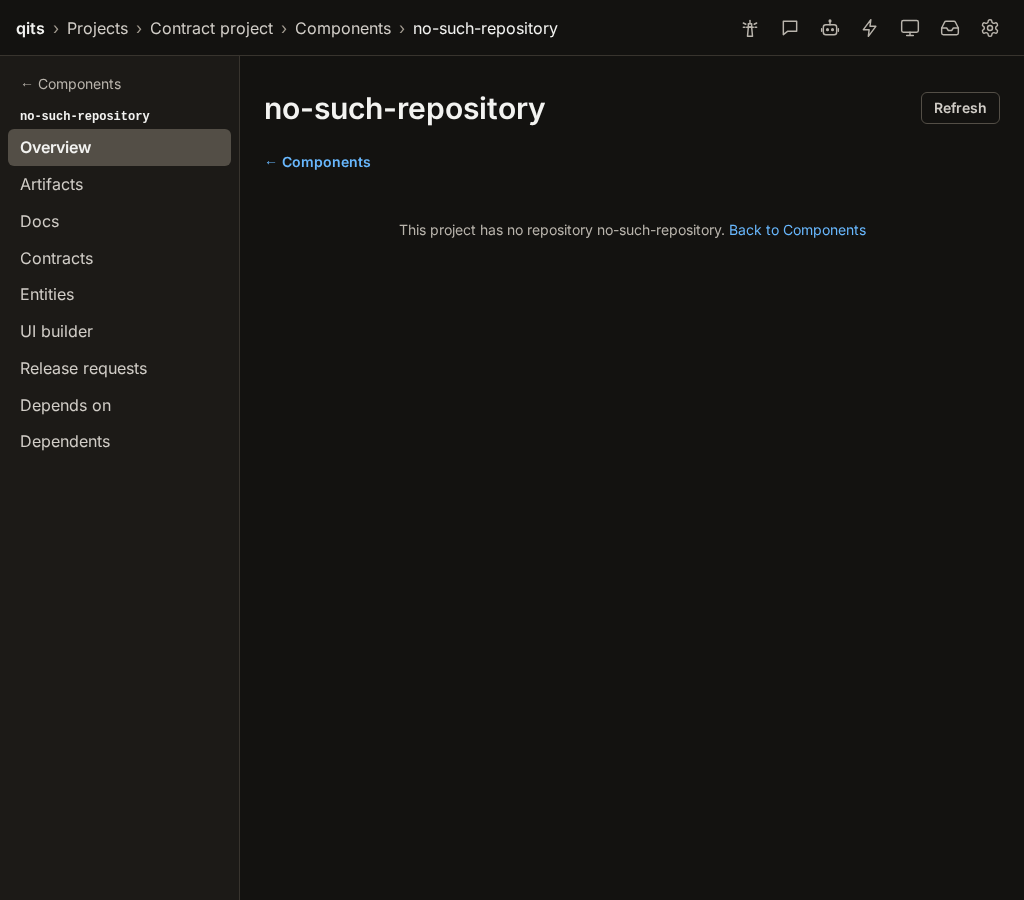 qits › Projects › Contract project › Components › no-such-repository
← Components
no-such-repository
Overview
Artifacts
Docs
Contracts
Entities
UI builder
Release requests
Depends on
Dependents
no-such-repository
Refresh
← Components
This project has no repository no-such-repository. Back to Components